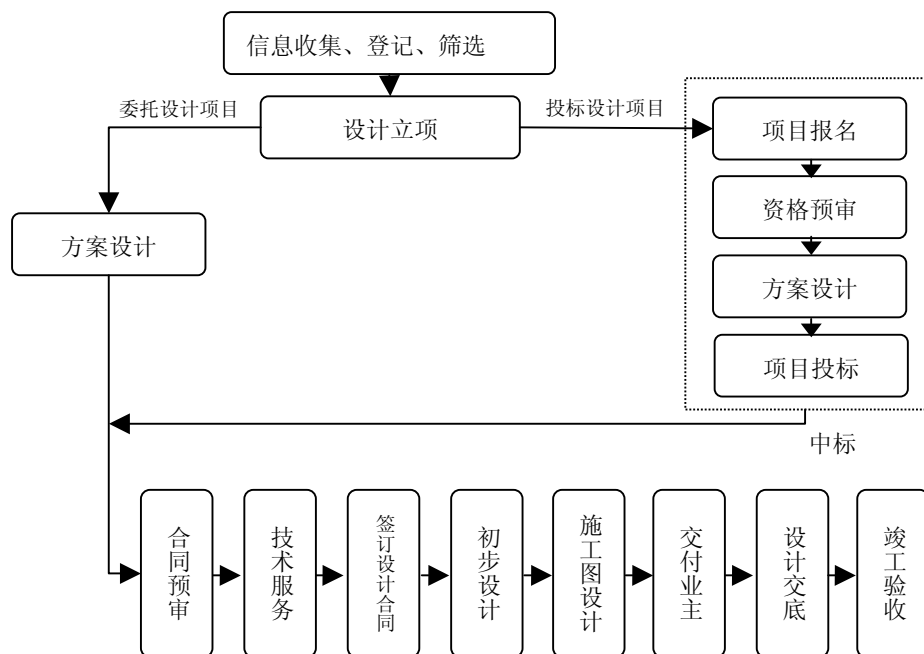 信息收集、登记、筛选
委托设计项目
设计立项
投标设计项目
项目报名
资格预审
方案设计
方案设计
项目投标
中标
合同预审
技术服务
签订设计合同
初步设计
施工图设计
交付业主
设计交底
竣工验收